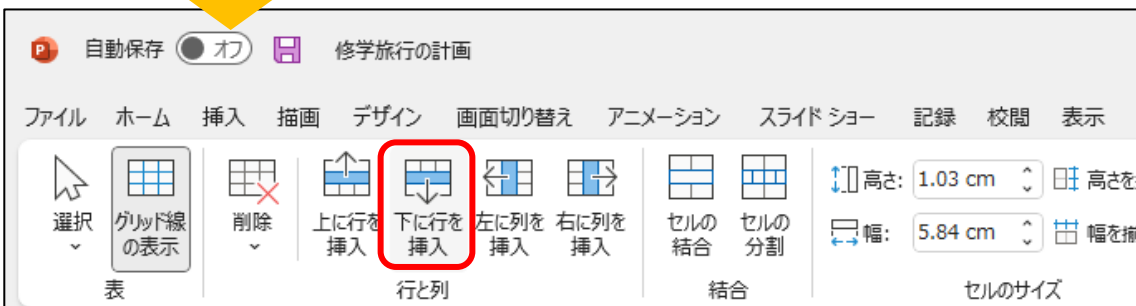 自動保存 オフ 修学旅行の計画
ファイル ホーム 挿入 描画 デザイン 画面切り替え アニメーション スライド ショー 記録 校閲 表示
選択
グリッド線
の表示
表
削除
上に行を
挿入
下に行を
挿入
左に列を
挿入
右に列を
挿入
行と列
セルの
結合
セルの
分割
結合
高さ: 1.03 cm 高さを
幅: 5.84 cm 幅を揃
セルのサイズ